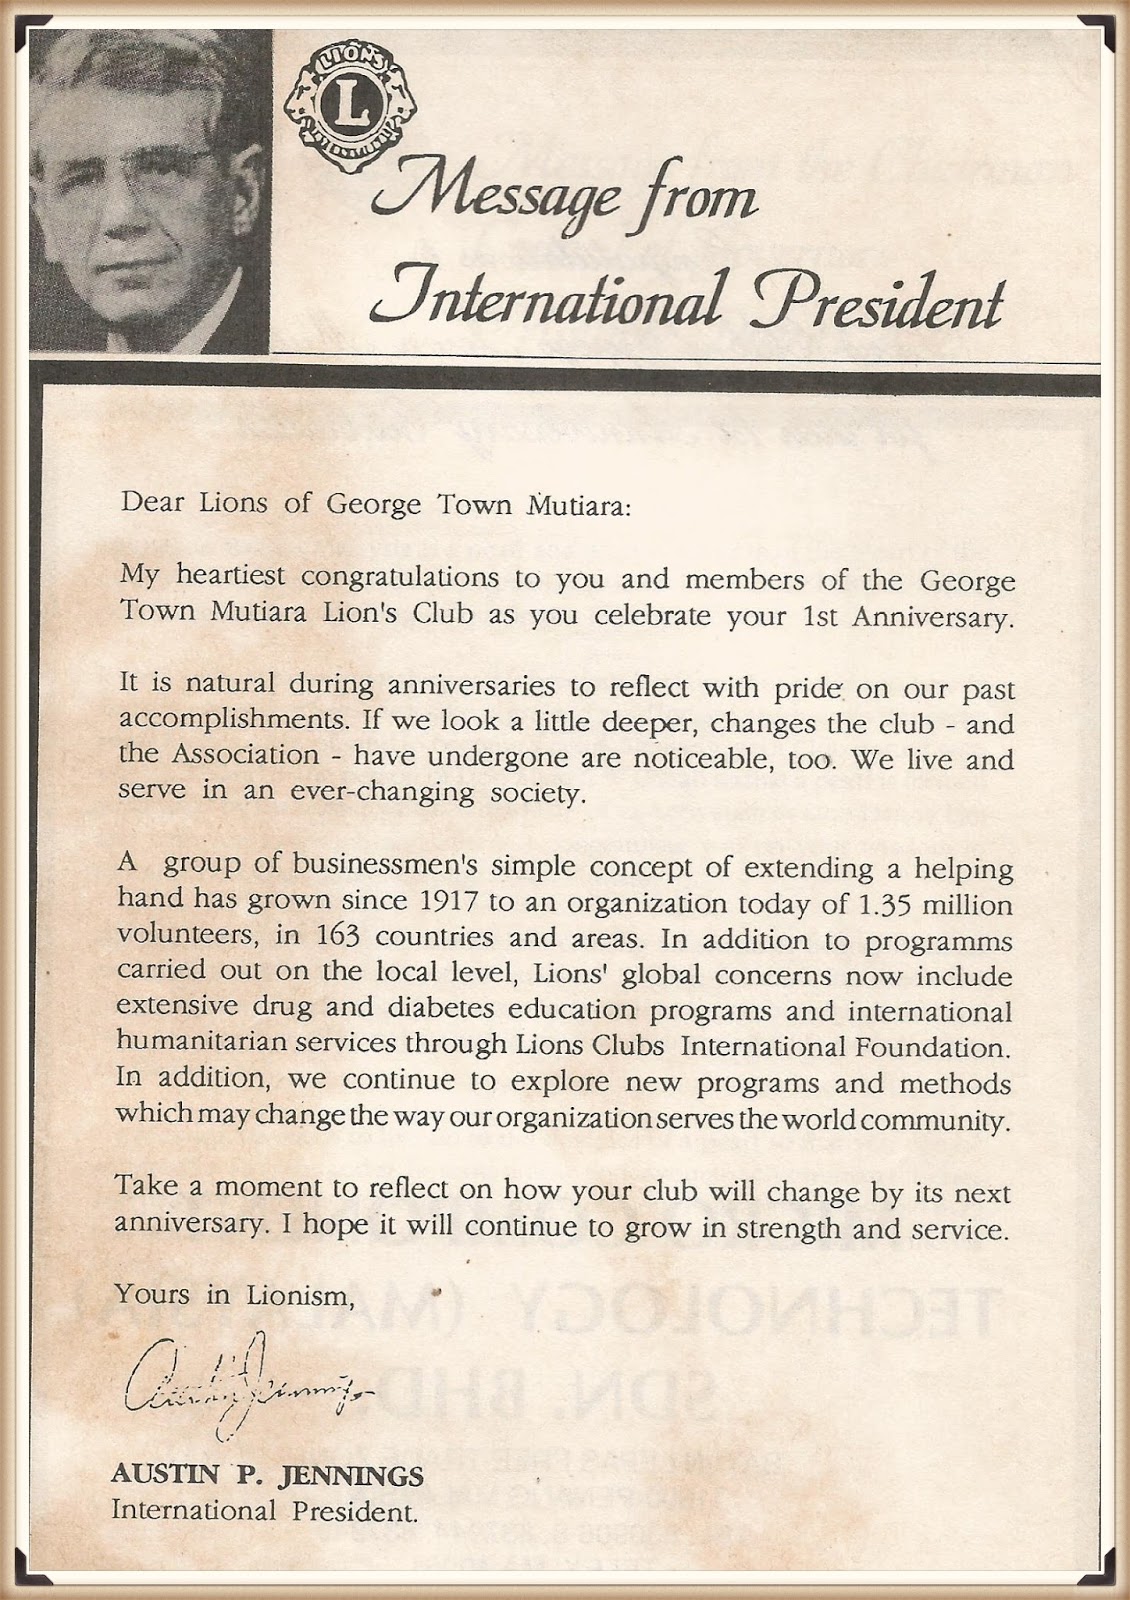 LIONS
L
INTERNATIONAL
Message from
International President
Dear Lions of George Town Mutiara:
My heartiest congratulations to you and members of the George
Town Mutiara Lion's Club as you celebrate your 1st Anniversary.
It is natural during anniversaries to reflect with pride on our past
accomplishments. If we look a little deeper, changes the club - and
the Association - have undergone are noticeable, too. We live and
serve in an ever-changing society.
A group of businessmen's simple concept of extending a helping
hand has grown since 1917 to an organization today of 1.35 million
volunteers, in 163 countries and areas. In addition to programms
carried out on the local level, Lions' global concerns now include
extensive drug and diabetes education programs and international
humanitarian services through Lions Clubs International Foundation.
In addition, we continue to explore new programs and methods
which may change the way our organization serves the world community.
Take a moment to reflect on how your club will change by its next
anniversary. I hope it will continue to grow in strength and service.
Yours in Lionism,
Austin Jennings
AUSTIN P. JENNINGS
International President.